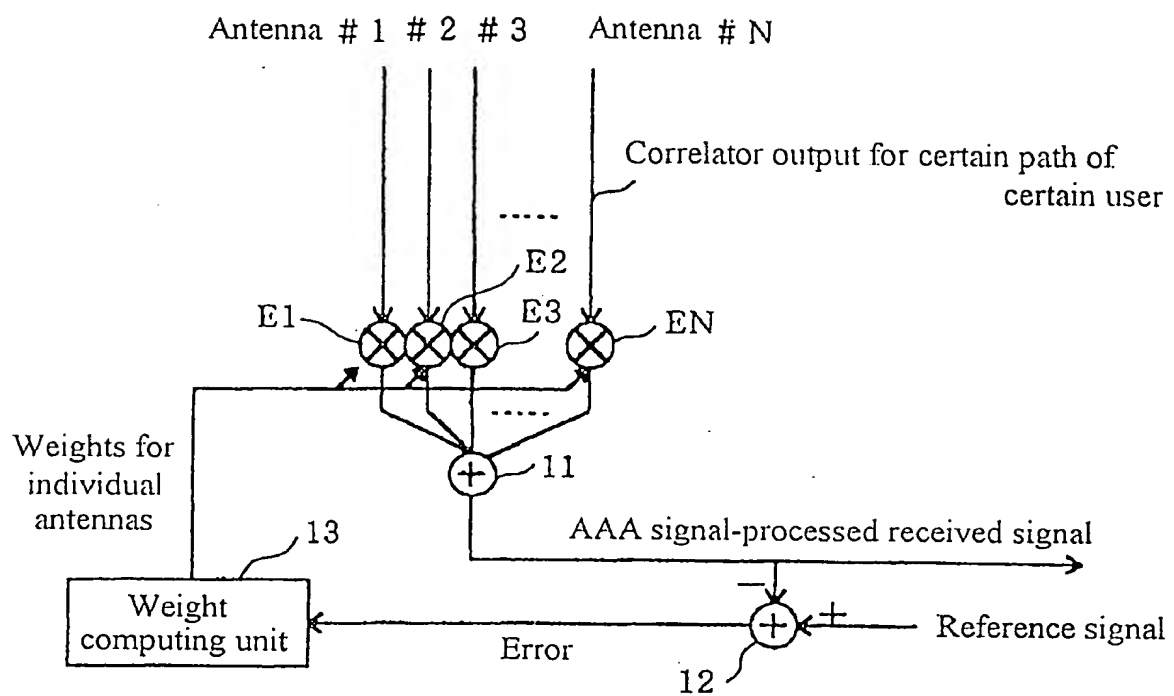 Antenna # 1 # 2 # 3 Antenna # N
Correlator output for certain path of
certain user
E1
E2
E3
EN
Weights for
individual
antennas
11
AAA signal-processed received signal
13
Weight
computing unit
Error
−
+
Reference signal
12